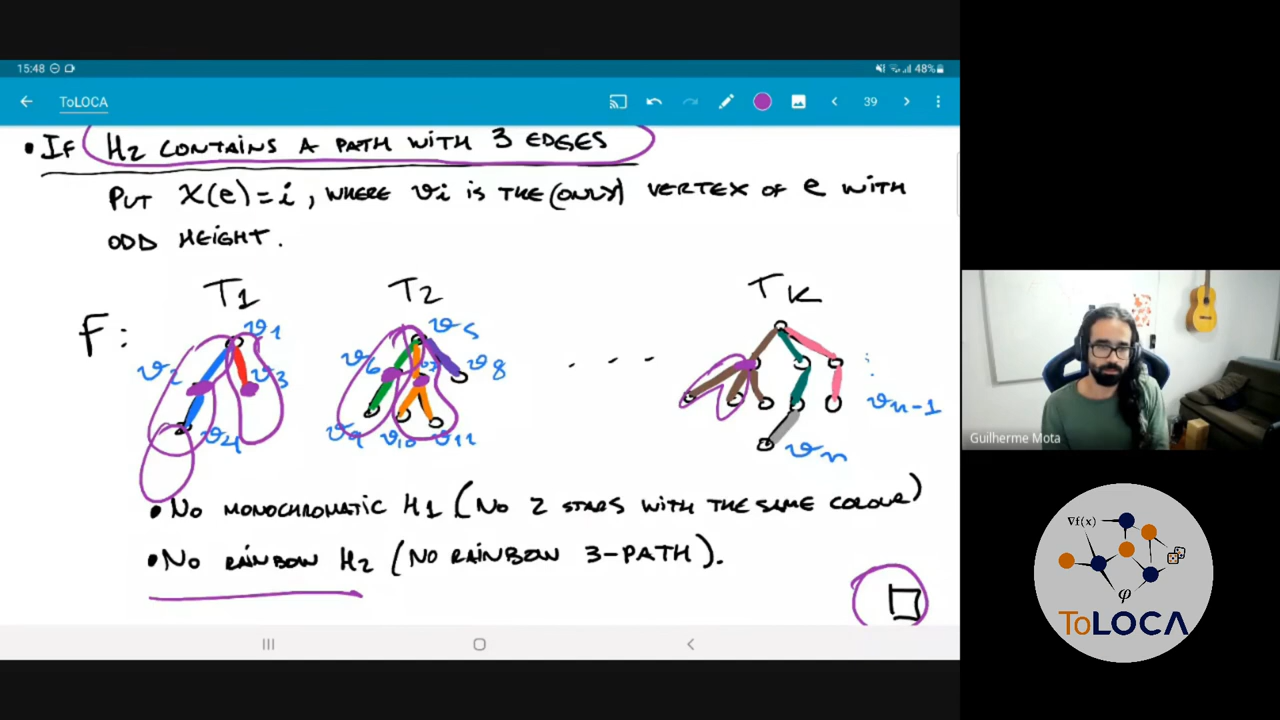 15:48 48%
ToLOCA 39
• IF H2 CONTAINS A PATH WITH 3 EDGES
PUT X(e) = i, WHERE vi IS THE (ONLY) VERTEX OF e WITH
ODD HEIGHT.
T1 T2 TK
F:
v1 v5
v2 v3 v6 v8
v4 v9 v10 v11 vn-1
vn
• NO MONOCHROMATIC H1 (NO 2 STARS WITH THE SAME COLOUR)
• NO RAINBOW H2 (NO RAINBOW 3-PATH).
Guilherme Mota
∇f(x)
φ
ToLOCA